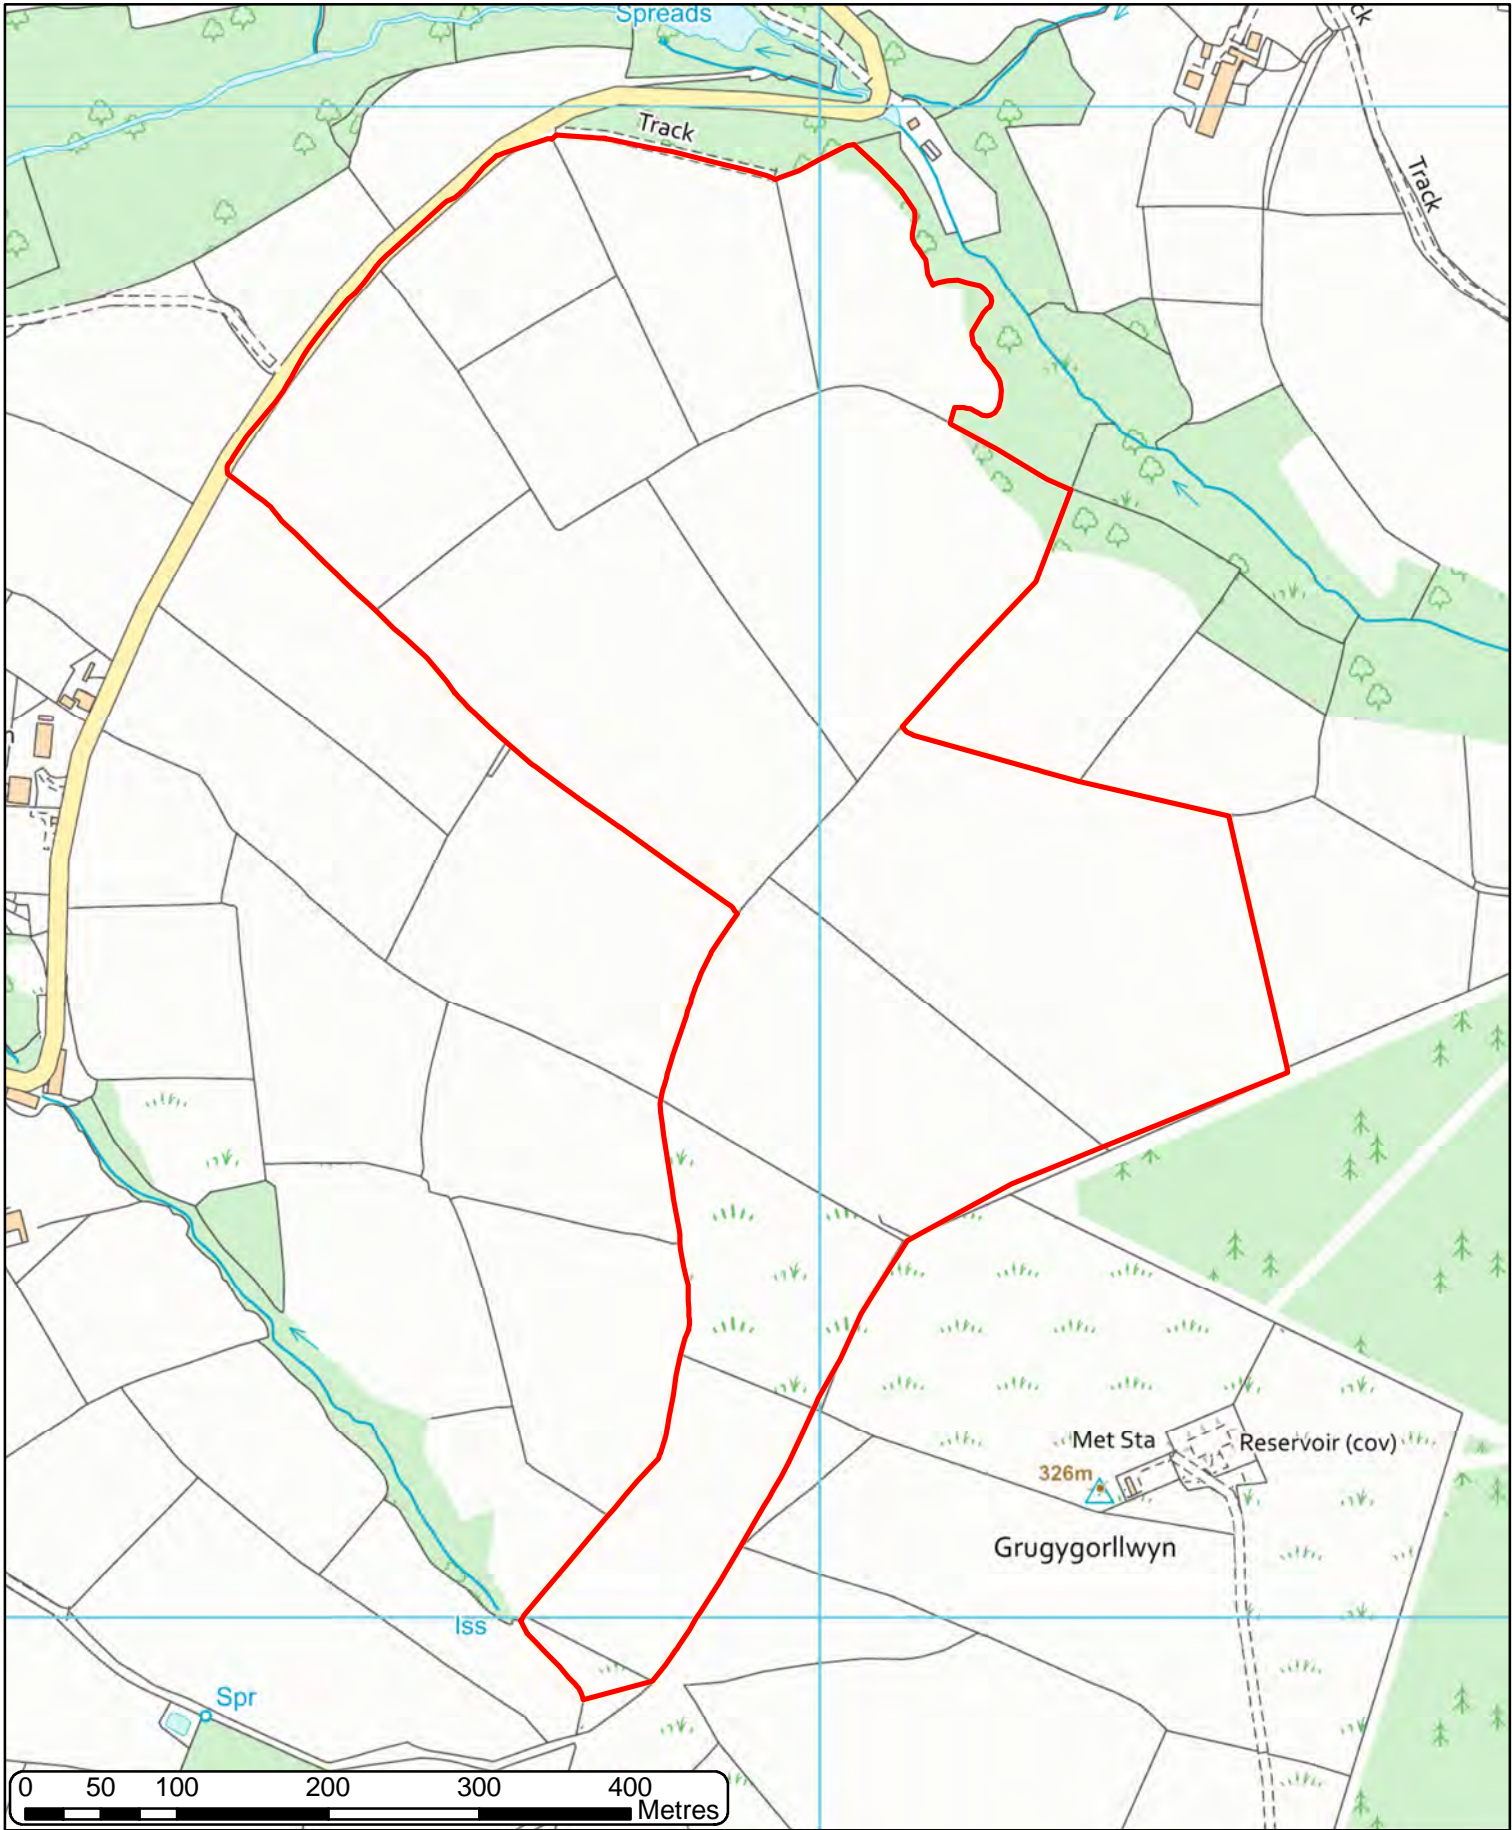 Spreads
ck
Track
Track
Met Sta
Reservoir (cov)
326m
Grugygorllwyn
Iss
Spr
0 50 100 200 300 400
Metres